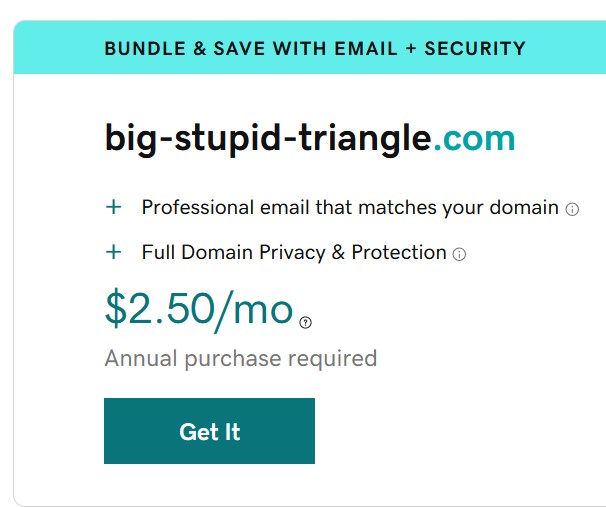 BUNDLE & SAVE WITH EMAIL + SECURITY
big-stupid-triangle.com
+ Professional email that matches your domain
+ Full Domain Privacy & Protection
$2.50/mo
Annual purchase required
Get It